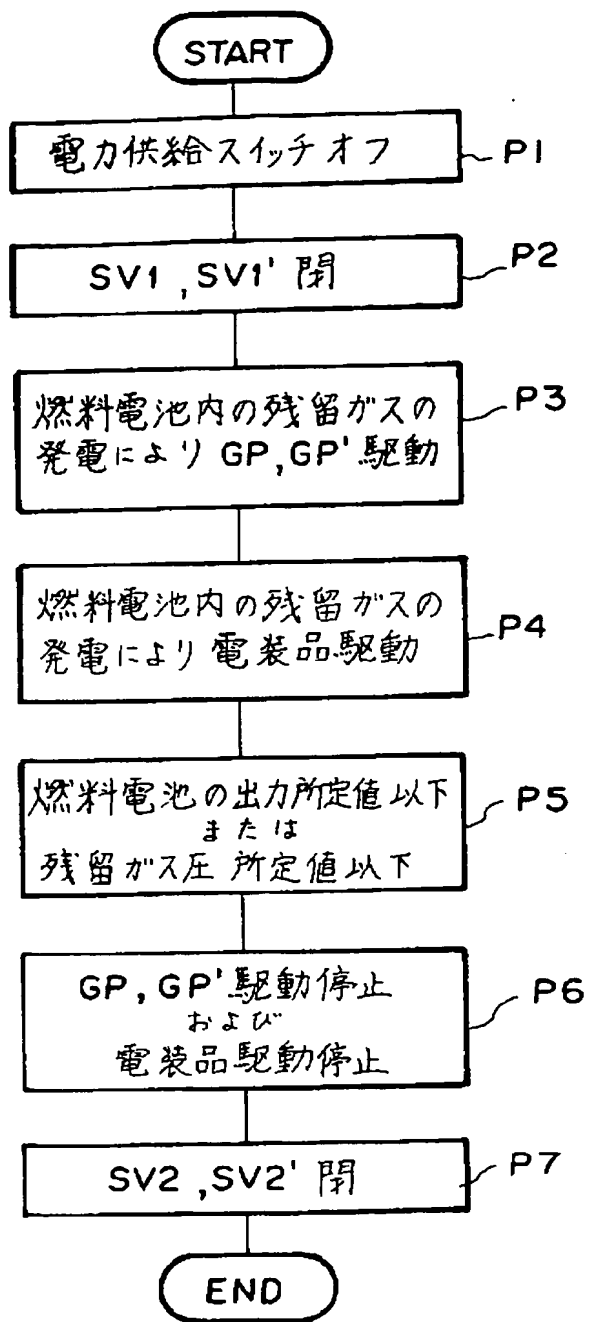 START
電力供給スイッチオフ
P1
SV1,SV1'閉
P2
燃料電池内の残留ガスの
発電により GP,GP'駆動
P3
燃料電池内の残留ガスの
発電により電装品駆動
P4
燃料電池の出力所定値以下
または
残留ガス圧 所定値以下
P5
GP,GP'駆動停止
および
電装品駆動停止
P6
SV2,SV2'閉
P7
END